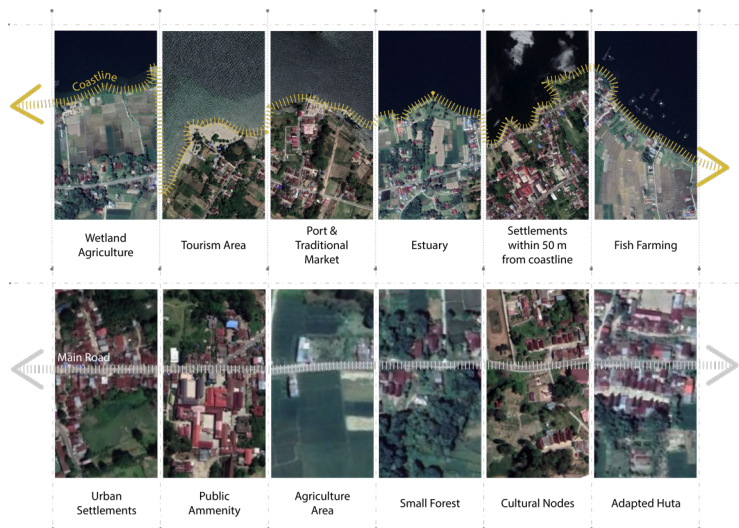 Coastline
Wetland
Agriculture
Tourism Area
Port &
Traditional
Market
Estuary
Settlements
within 50 m
from coastline
Fish Farming
Main Road
Urban
Settlements
Public
Ammenity
Agriculture
Area
Small Forest
Cultural Nodes
Adapted Huta